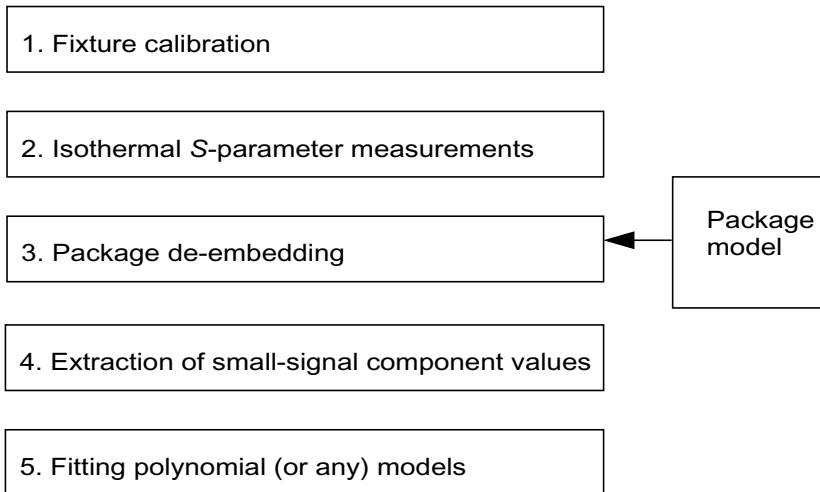 1. Fixture calibration
2. Isothermal S-parameter measurements
3. Package de-embedding
Package
model
4. Extraction of small-signal component values
5. Fitting polynomial (or any) models